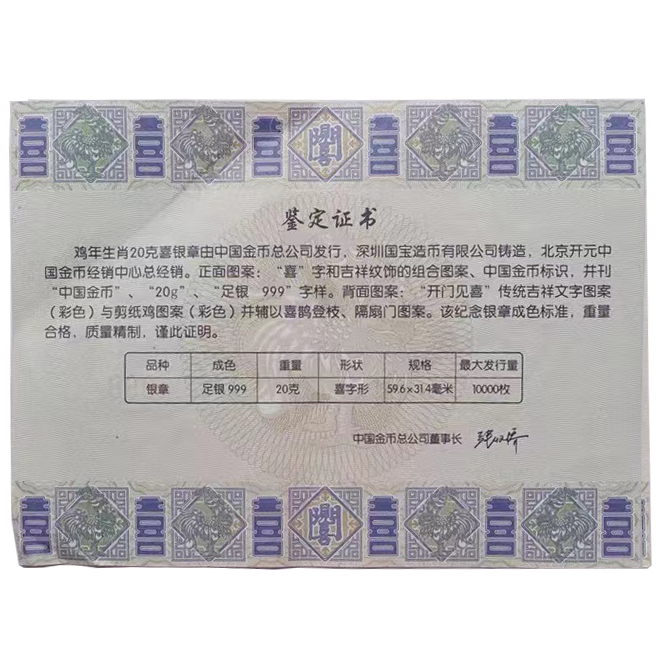 鉴定证书
鸡年生肖20克喜银章由中国金币总公司发行，深圳国宝造币有限公司铸造，北京开元中
国金币经销中心总经销。正面图案：“喜”字和吉祥纹饰的组合图案、中国金币标识，并刊
“中国金币”、“20g”、“足银 999”字样。背面图案：“开门见喜”传统吉祥文字图案
（彩色）与剪纸鸡图案（彩色）并辅以喜鹊登枝、隔扇门图案。该纪念银章成色标准，重量
合格，质量精制，谨此证明。
品种 成色 重量 形状 规格 最大发行量
银章 足银 999 20克 喜字形 59.6×31.4毫米 10000枚
中国金币总公司董事长